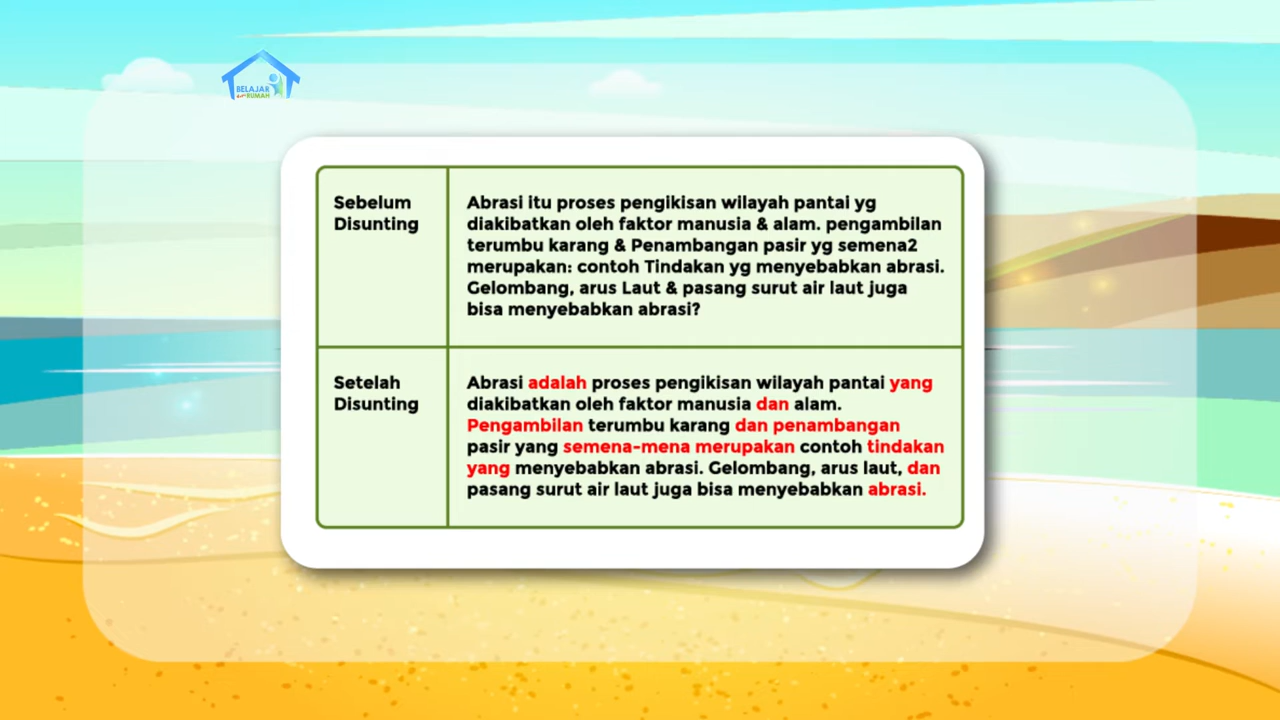 BELAJAR
dari RUMAH
Sebelum
Disunting
Abrasi itu proses pengikisan wilayah pantai yg
diakibatkan oleh faktor manusia & alam. pengambilan
terumbu karang & Penambangan pasir yg semena2
merupakan: contoh Tindakan yg menyebabkan abrasi.
Gelombang, arus Laut & pasang surut air laut juga
bisa menyebabkan abrasi?
Setelah
Disunting
Abrasi adalah proses pengikisan wilayah pantai yang
diakibatkan oleh faktor manusia dan alam.
Pengambilan terumbu karang dan penambangan
pasir yang semena-mena merupakan contoh tindakan
yang menyebabkan abrasi. Gelombang, arus laut, dan
pasang surut air laut juga bisa menyebabkan abrasi.